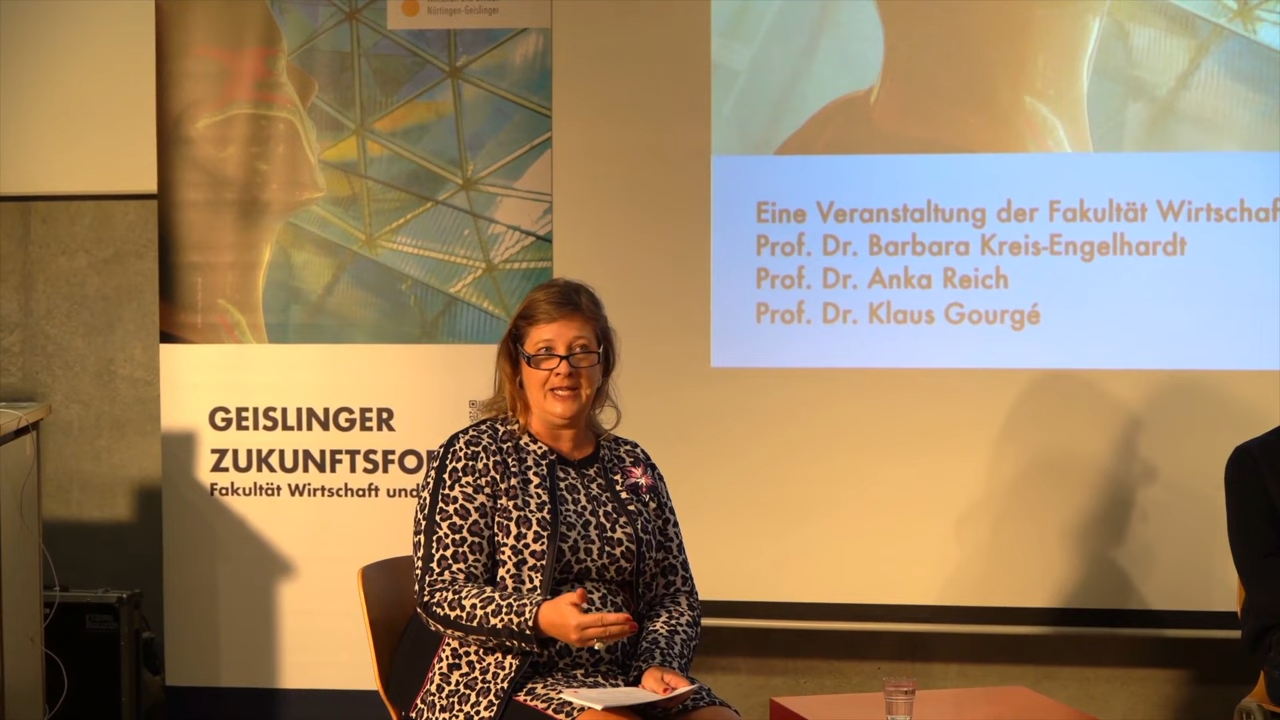 Nürtingen-Geislingen
GEISLINGER
ZUKUNFTSFO
Fakultät Wirtschaft und
Eine Veranstaltung der Fakultät Wirtschaf
Prof. Dr. Barbara Kreis-Engelhardt
Prof. Dr. Anka Reich
Prof. Dr. Klaus Gourgé